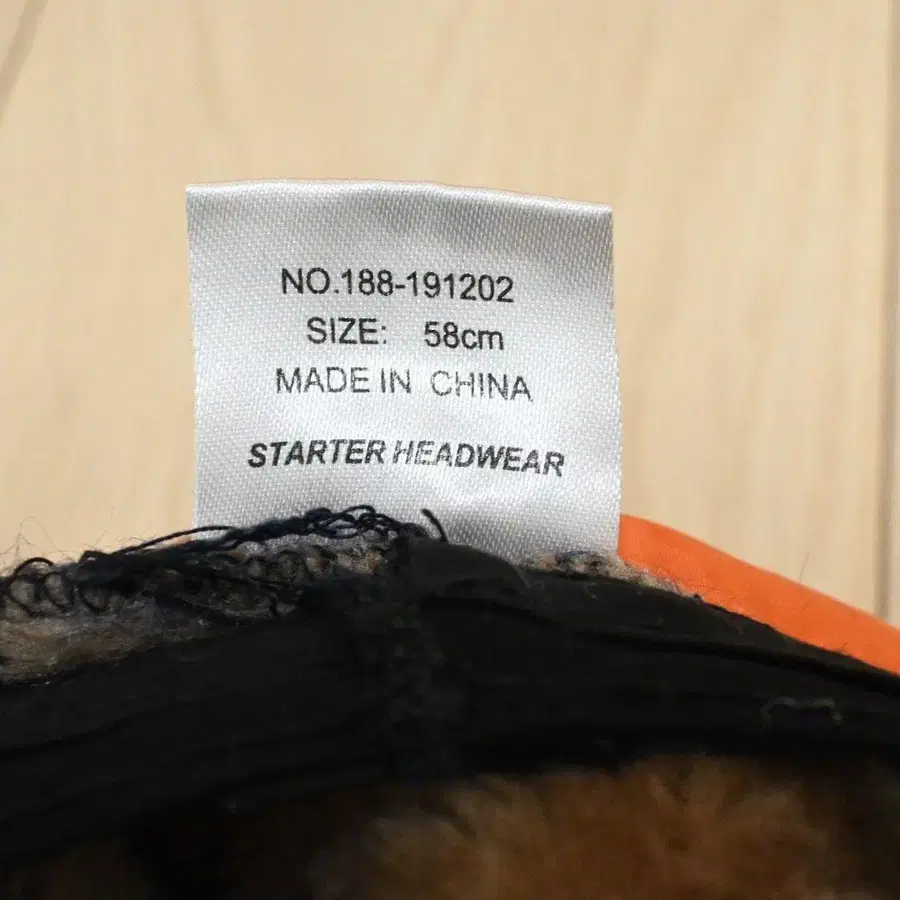 NO.188-191202
SIZE: 58cm
MADE IN CHINA
STARTER HEADWEAR